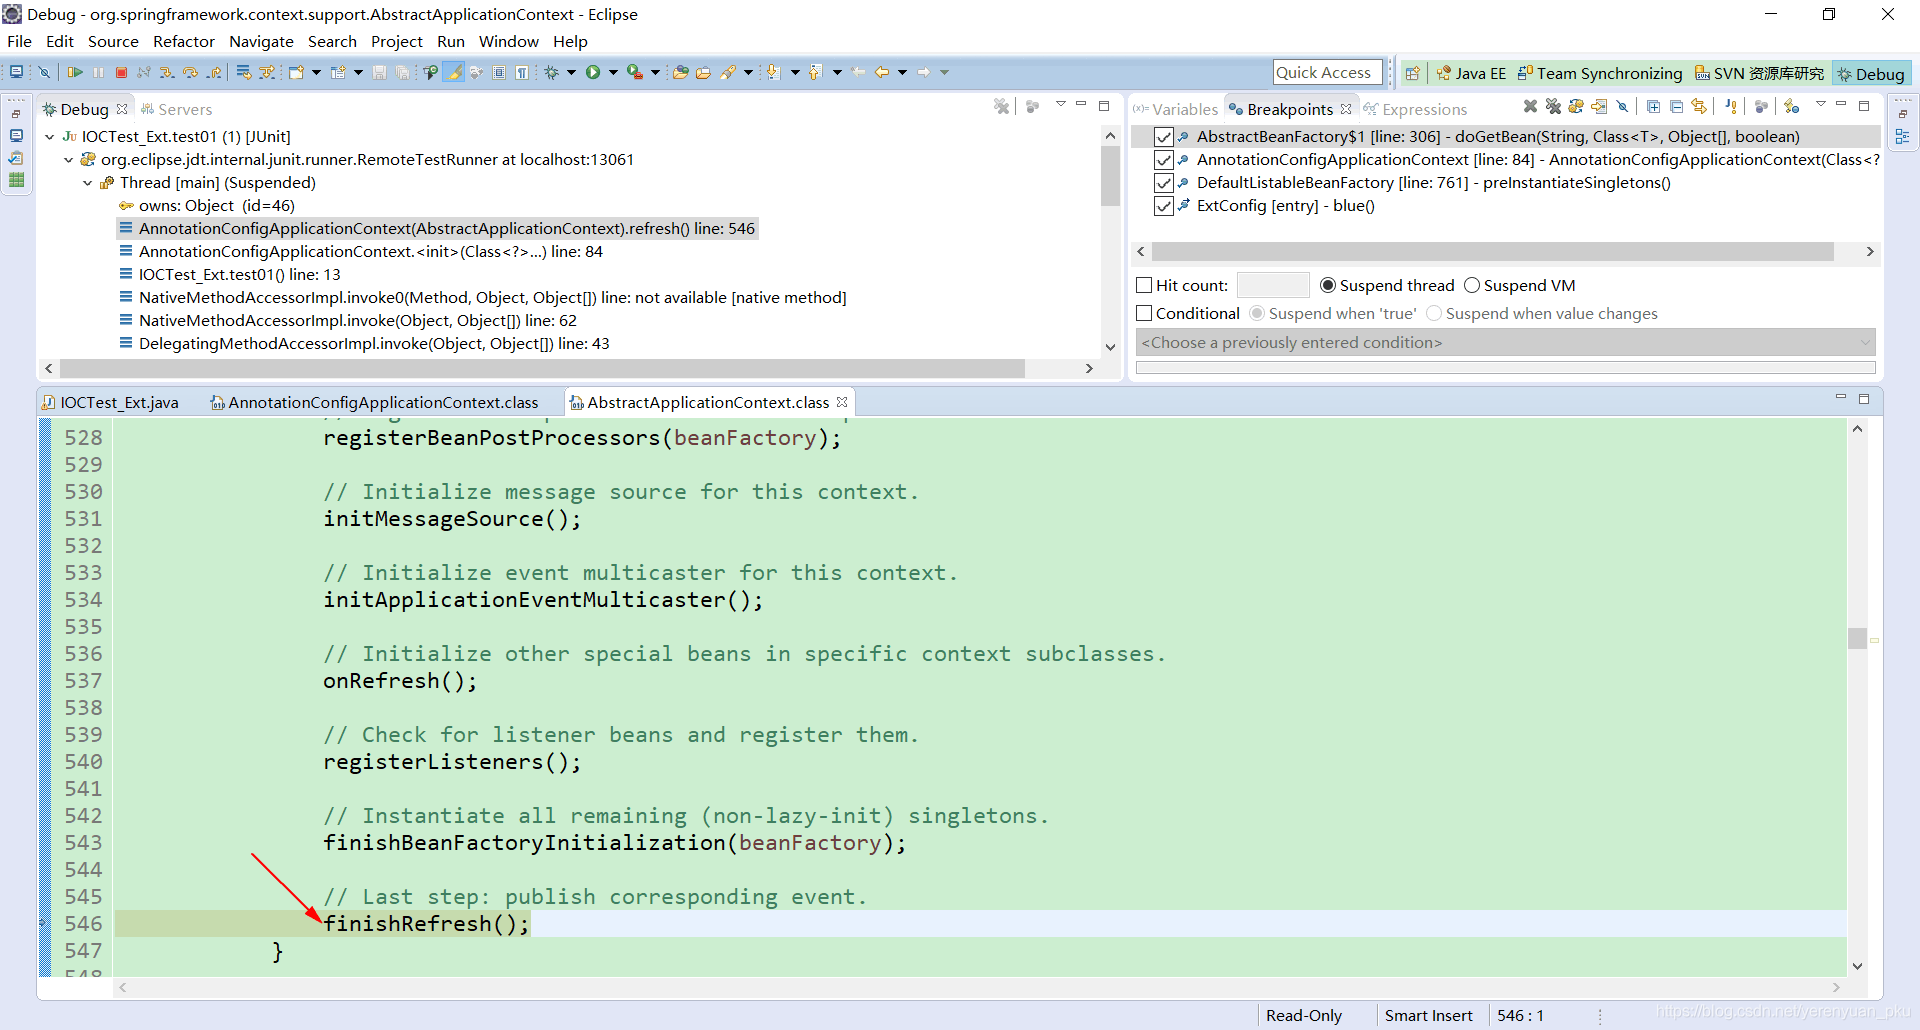 Debug - org.springframework.context.support.AbstractApplicationContext - Eclipse
File Edit Source Refactor Navigate Search Project Run Window Help
Quick Access
Java EE
Team Synchronizing
SVN 资源库研究
Debug
Debug
Servers
IOCTest_Ext.test01 (1) [JUnit]
org.eclipse.jdt.internal.junit.runner.RemoteTestRunner at localhost:13061
Thread [main] (Suspended)
owns: Object (id=46)
AnnotationConfigApplicationContext(AbstractApplicationContext).refresh() line: 546
AnnotationConfigApplicationContext.<init>(Class<?>...) line: 84
IOCTest_Ext.test01() line: 13
NativeMethodAccessorImpl.invoke0(Method, Object, Object[]) line: not available [native method]
NativeMethodAccessorImpl.invoke(Object, Object[]) line: 62
DelegatingMethodAccessorImpl.invoke(Object, Object[]) line: 43
(x)= Variables
Breakpoints
Expressions
AbstractBeanFactory$1 [line: 306] - doGetBean(String, Class<T>, Object[], boolean)
AnnotationConfigApplicationContext [line: 84] - AnnotationConfigApplicationContext(Class<?
DefaultListableBeanFactory [line: 761] - preInstantiateSingletons()
ExtConfig [entry] - blue()
Hit count:
Suspend thread
Suspend VM
Conditional
Suspend when 'true'
Suspend when value changes
<Choose a previously entered condition>
IOCTest_Ext.java
AnnotationConfigApplicationContext.class
AbstractApplicationContext.class
528 registerBeanPostProcessors(beanFactory);
529
530 // Initialize message source for this context.
531 initMessageSource();
532
533 // Initialize event multicaster for this context.
534 initApplicationEventMulticaster();
535
536 // Initialize other special beans in specific context subclasses.
537 onRefresh();
538
539 // Check for listener beans and register them.
540 registerListeners();
541
542 // Instantiate all remaining (non-lazy-init) singletons.
543 finishBeanFactoryInitialization(beanFactory);
544
545 // Last step: publish corresponding event.
546 finishRefresh();
547 }
548
Read-Only
Smart Insert
546 : 1
https://blog.csdn.net/yerenyuan_pku